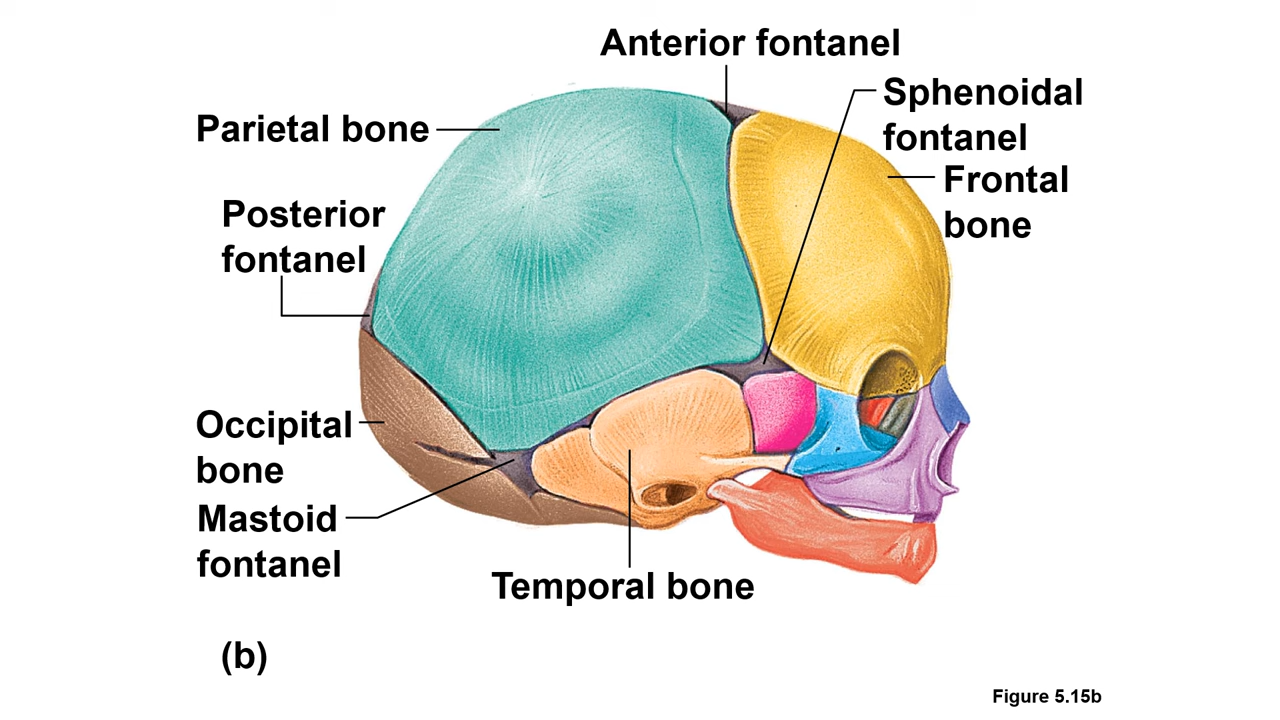 Anterior fontanel
Sphenoidal
fontanel
Parietal bone
Frontal
bone
Posterior
fontanel
Occipital
bone
Mastoid
fontanel
Temporal bone
(b)
Figure 5.15b